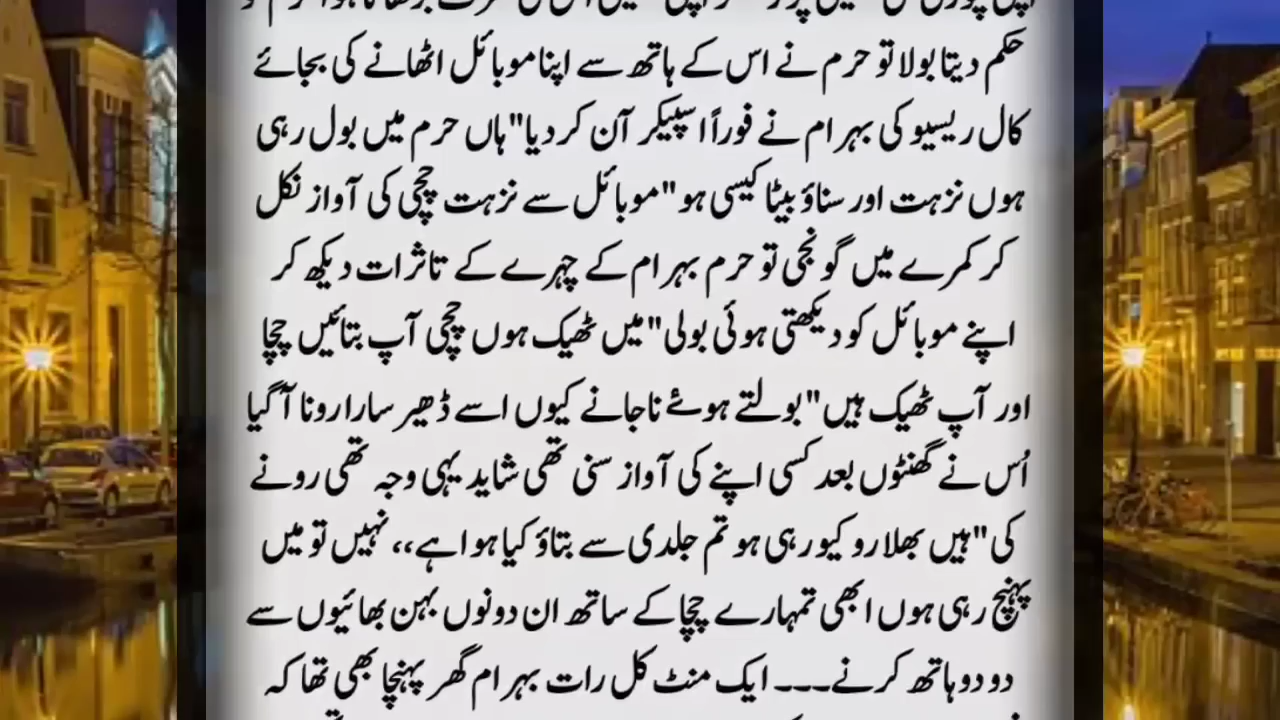 حکم دیتا بولا تو حرم نے اس کے ہاتھ سے اپنا موبائل اٹھانے کی بجائے
کال ریسیو کی بہرام نے فوراً اسپیکر آن کر دیا"ہاں حرم میں بول رہی
ہوں نزہت اور سناؤ بیٹا کیسی ہو"موبائل سے نزہت چچی کی آواز نکل
کر کمرے میں گونجی تو حرم بہرام کے چہرے کے تاثرات دیکھ کر
اپنے موبائل کو دیکھتی ہوئی بولی"میں ٹھیک ہوں چچی آپ بتائیں چچا
اور آپ ٹھیک ہیں"بولتے ہوئے ناجانے کیوں اسے ڈھیر سارا رونا آگیا
اُس نے گھنٹوں بعد کسی اپنے کی آواز سنی تھی شاید یہی وجہ تھی رونے
کی"ہیں بھلا رو کیو رہی ہو تم جلدی سے بتاؤ کیا ہوا ہے،، نہیں تو میں
پہنچ رہی ہوں ابھی تمہارے چچا کے ساتھ ان دونوں بہن بھائیوں سے
دو دو ہاتھ کرنے۔۔۔ ایک منٹ کل رات بہرام گھر پہنچا بھی تھا کہ